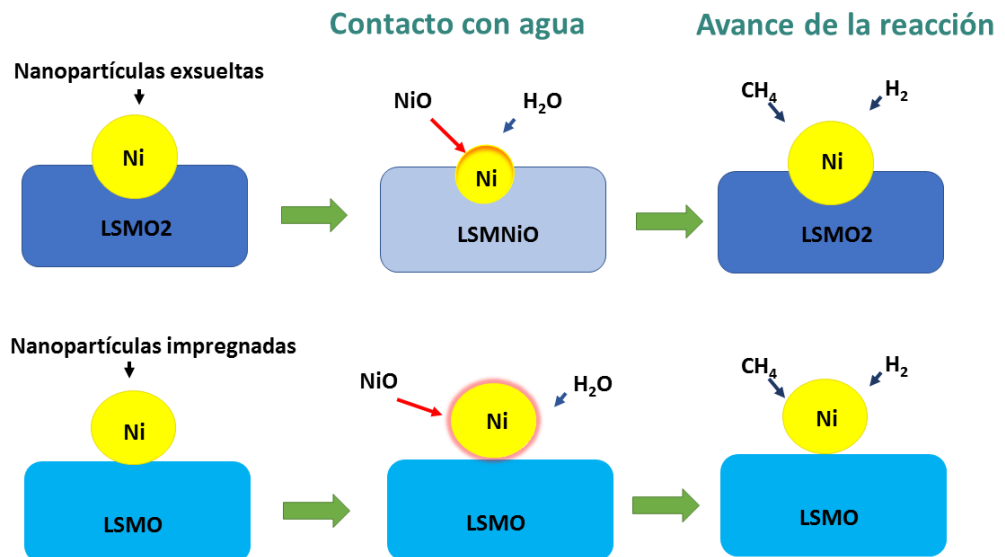 Contacto con agua
Avance de la reacción
Nanopartículas exsueltas
NiO
H₂O
CH₄
H₂
Ni
Ni
Ni
LSMO2
LSMNiO
LSMO2
Nanopartículas impregnadas
NiO
H₂O
CH₄
H₂
Ni
Ni
Ni
LSMO
LSMO
LSMO